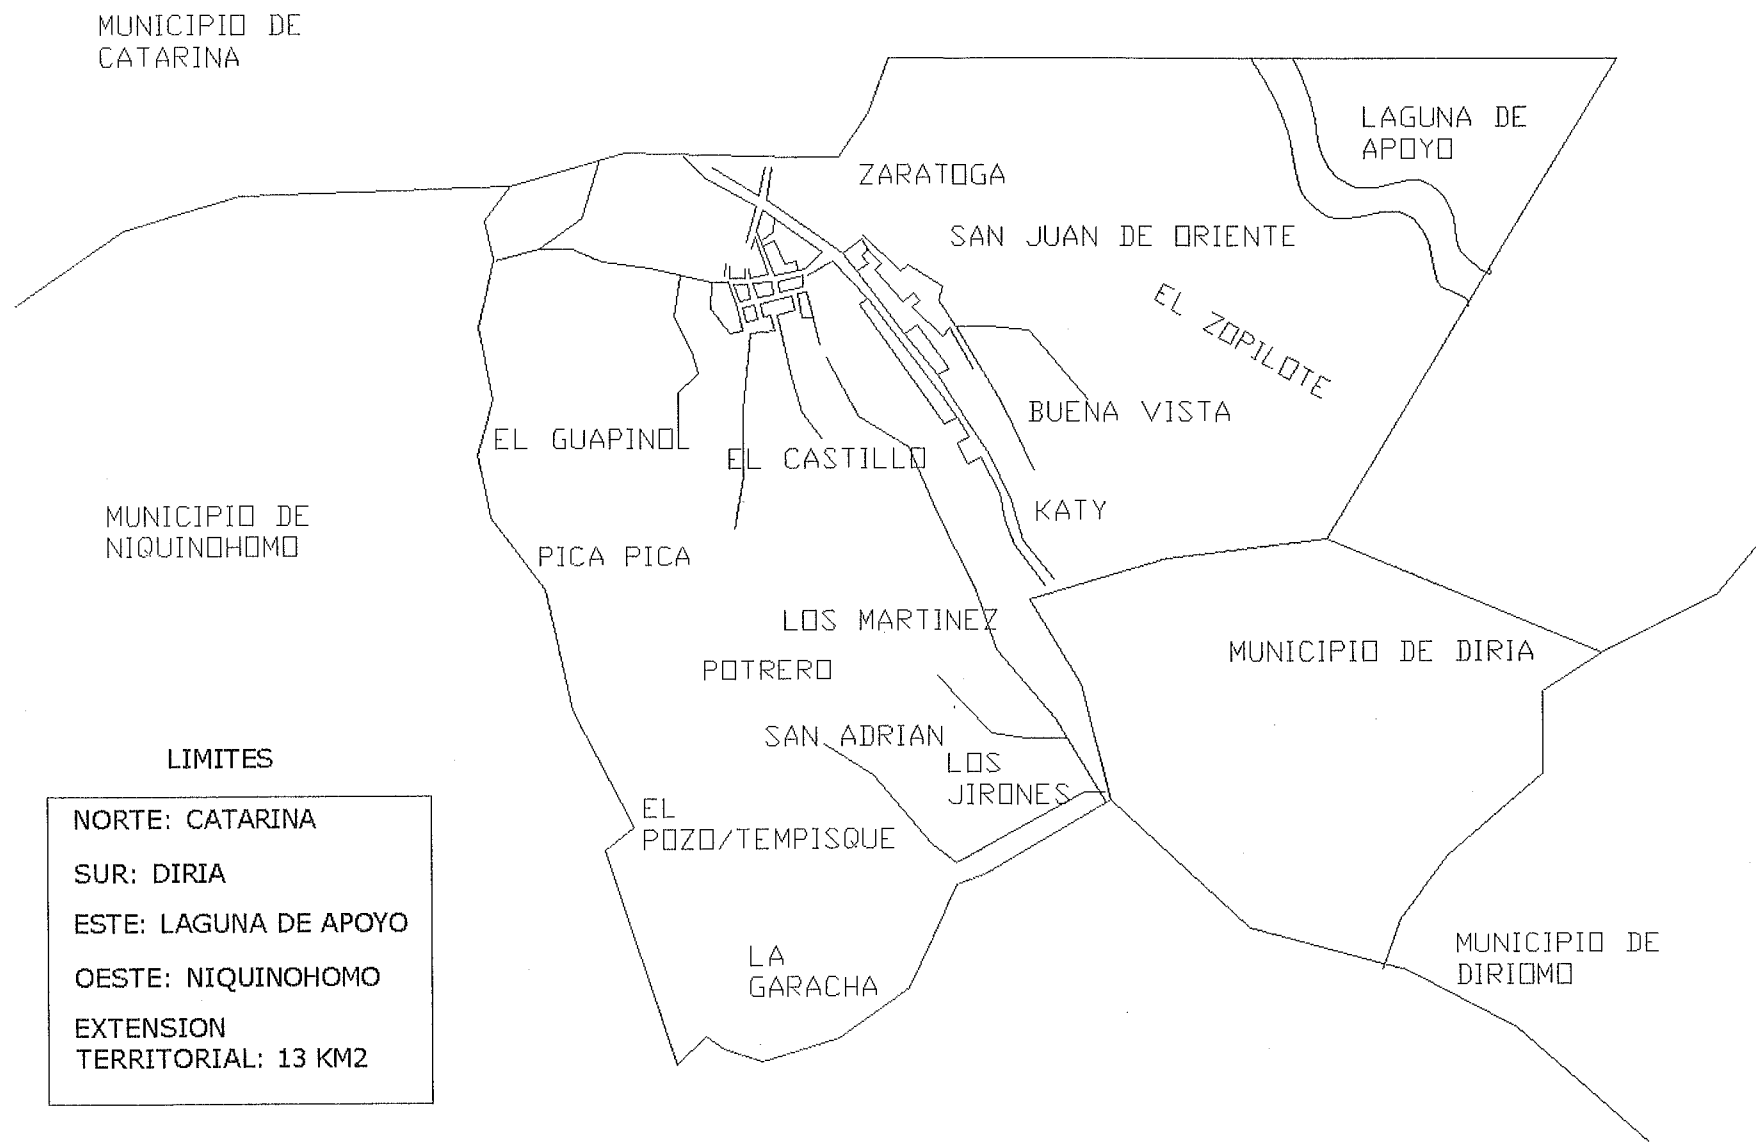 MUNICIPIO DE
CATARINA
LAGUNA DE
APOYO
ZARATOGA
SAN JUAN DE ORIENTE
EL ZOPILOTE
BUENA VISTA
EL GUAPINOL
EL CASTILLO
KATY
MUNICIPIO DE
NIQUINOHOMO
PICA PICA
LOS MARTINEZ
POTRERO
MUNICIPIO DE DIRIA
SAN ADRIAN
LOS
JIRONES
EL
POZO/TEMPISQUE
LA
GARACHA
MUNICIPIO DE
DIRIOMO
LIMITES
NORTE: CATARINA
SUR: DIRIA
ESTE: LAGUNA DE APOYO
OESTE: NIQUINOHOMO
EXTENSION
TERRITORIAL: 13 KM2